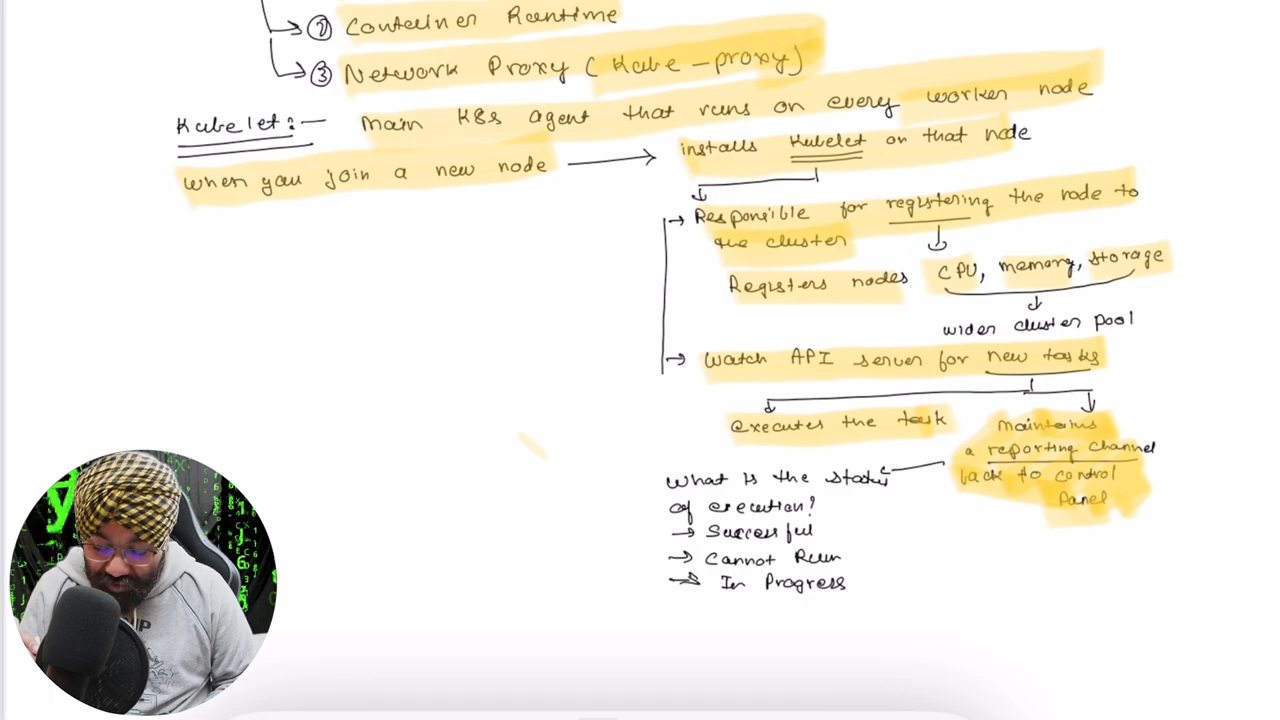 → ② Container Runtime
→ ③ Network Proxy (Kube-proxy)
Kubelet:- main K8s agent that runs on every worker node
when you join a new node → installs Kubelet on that node
→ Responsible for registering the node to
the cluster
Registers nodes CPU, memory, storage
wider cluster pool
→ Watch API server for new tasks
executes the task
maintains
a reporting channel
back to control
Panel
What is the status
of execution?
→ Successful
→ Cannot Run
→ In Progress